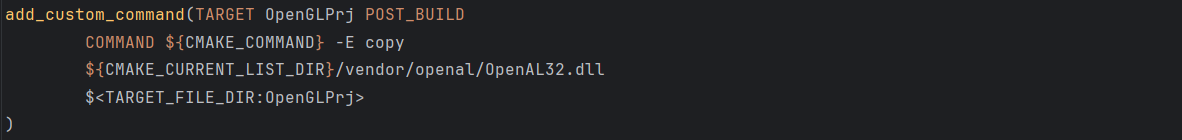 add_custom_command(TARGET OpenGLPrj POST_BUILD
        COMMAND ${CMAKE_COMMAND} -E copy
        ${CMAKE_CURRENT_LIST_DIR}/vendor/openal/OpenAL32.dll
        $<TARGET_FILE_DIR:OpenGLPrj>
)